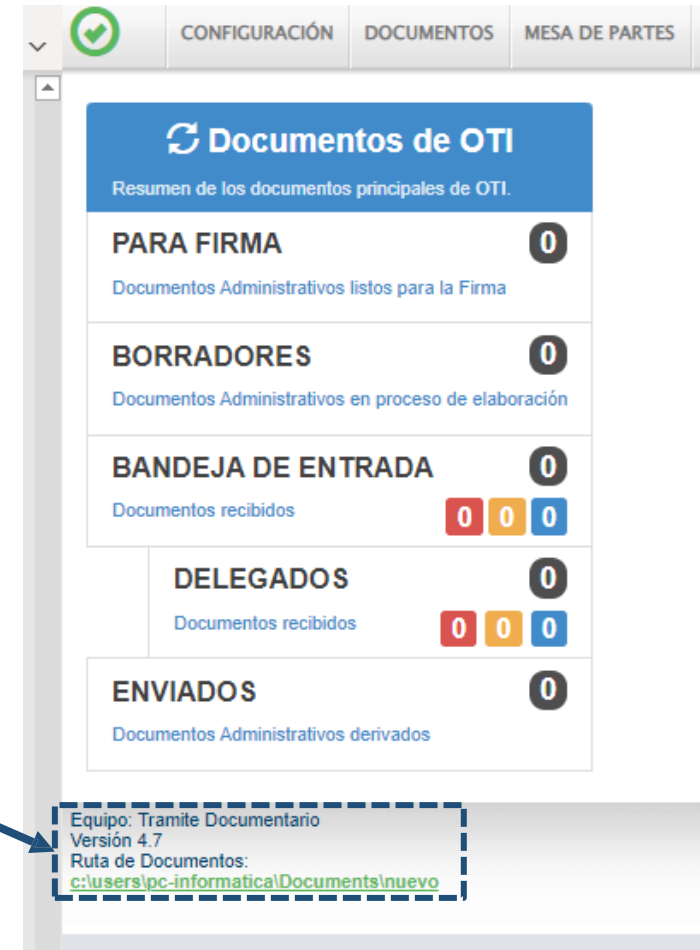 CONFIGURACIÓN DOCUMENTOS MESA DE PARTES
Documentos de OTI
Resumen de los documentos principales de OTI.
PARA FIRMA 0
Documentos Administrativos listos para la Firma
BORRADORES 0
Documentos Administrativos en proceso de elaboración
BANDEJA DE ENTRADA 0
Documentos recibidos 0 0 0
DELEGADOS 0
Documentos recibidos 0 0 0
ENVIADOS 0
Documentos Administrativos derivados
Equipo: Tramite Documentario
Versión 4.7
Ruta de Documentos:
c:\users\pc-informatica\Documents\nuevo